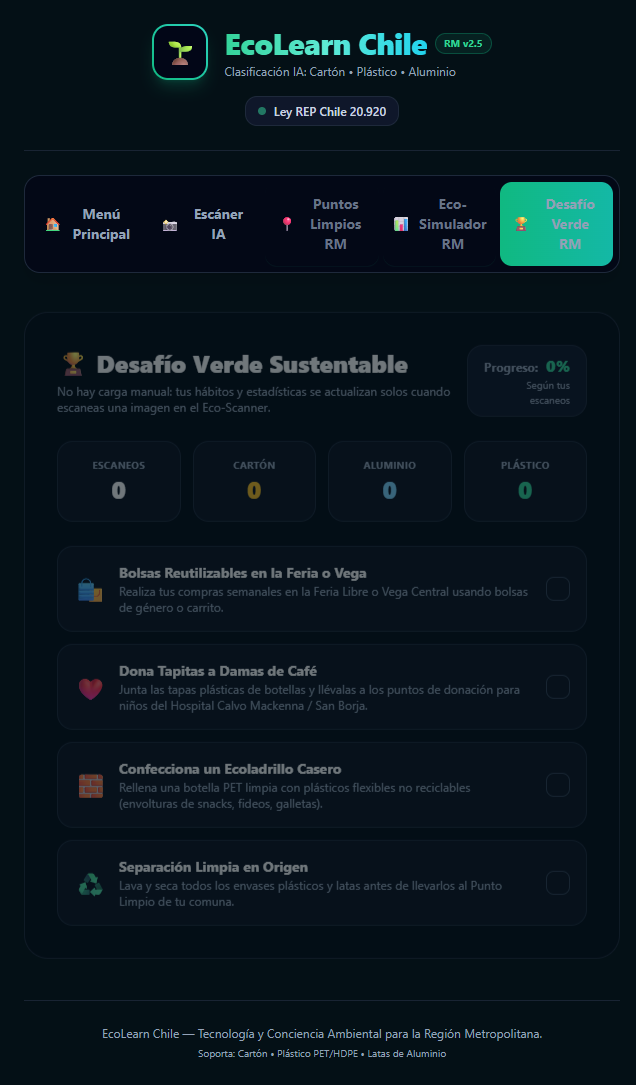 EcoLearn Chile RM v2.5
Clasificación IA: Cartón • Plástico • Aluminio
Ley REP Chile 20.920
Menú
Principal
Escáner
IA
Puntos
Limpios
RM
Eco-
Simulador
RM
Desafío
Verde
RM
Desafío Verde Sustentable
No hay carga manual: tus hábitos y estadísticas se actualizan solos cuando
escaneas una imagen en el Eco-Scanner.
Progreso: 0%
Según tus
escaneos
ESCANEOS
0
CARTÓN
0
ALUMINIO
0
PLÁSTICO
0
Bolsas Reutilizables en la Feria o Vega
Realiza tus compras semanales en la Feria Libre o Vega Central usando bolsas
de género o carrito.
Dona Tapitas a Damas de Café
Junta las tapas plásticas de botellas y llévalas a los puntos de donación para
niños del Hospital Calvo Mackenna / San Borja.
Confecciona un Ecoladrillo Casero
Rellena una botella PET limpia con plásticos flexibles no reciclables
(envolturas de snacks, fideos, galletas).
Separación Limpia en Origen
Lava y seca todos los envases plásticos y latas antes de llevarlos al Punto
Limpio de tu comuna.
EcoLearn Chile — Tecnología y Conciencia Ambiental para la Región Metropolitana.
Soporta: Cartón • Plástico PET/HDPE • Latas de Aluminio